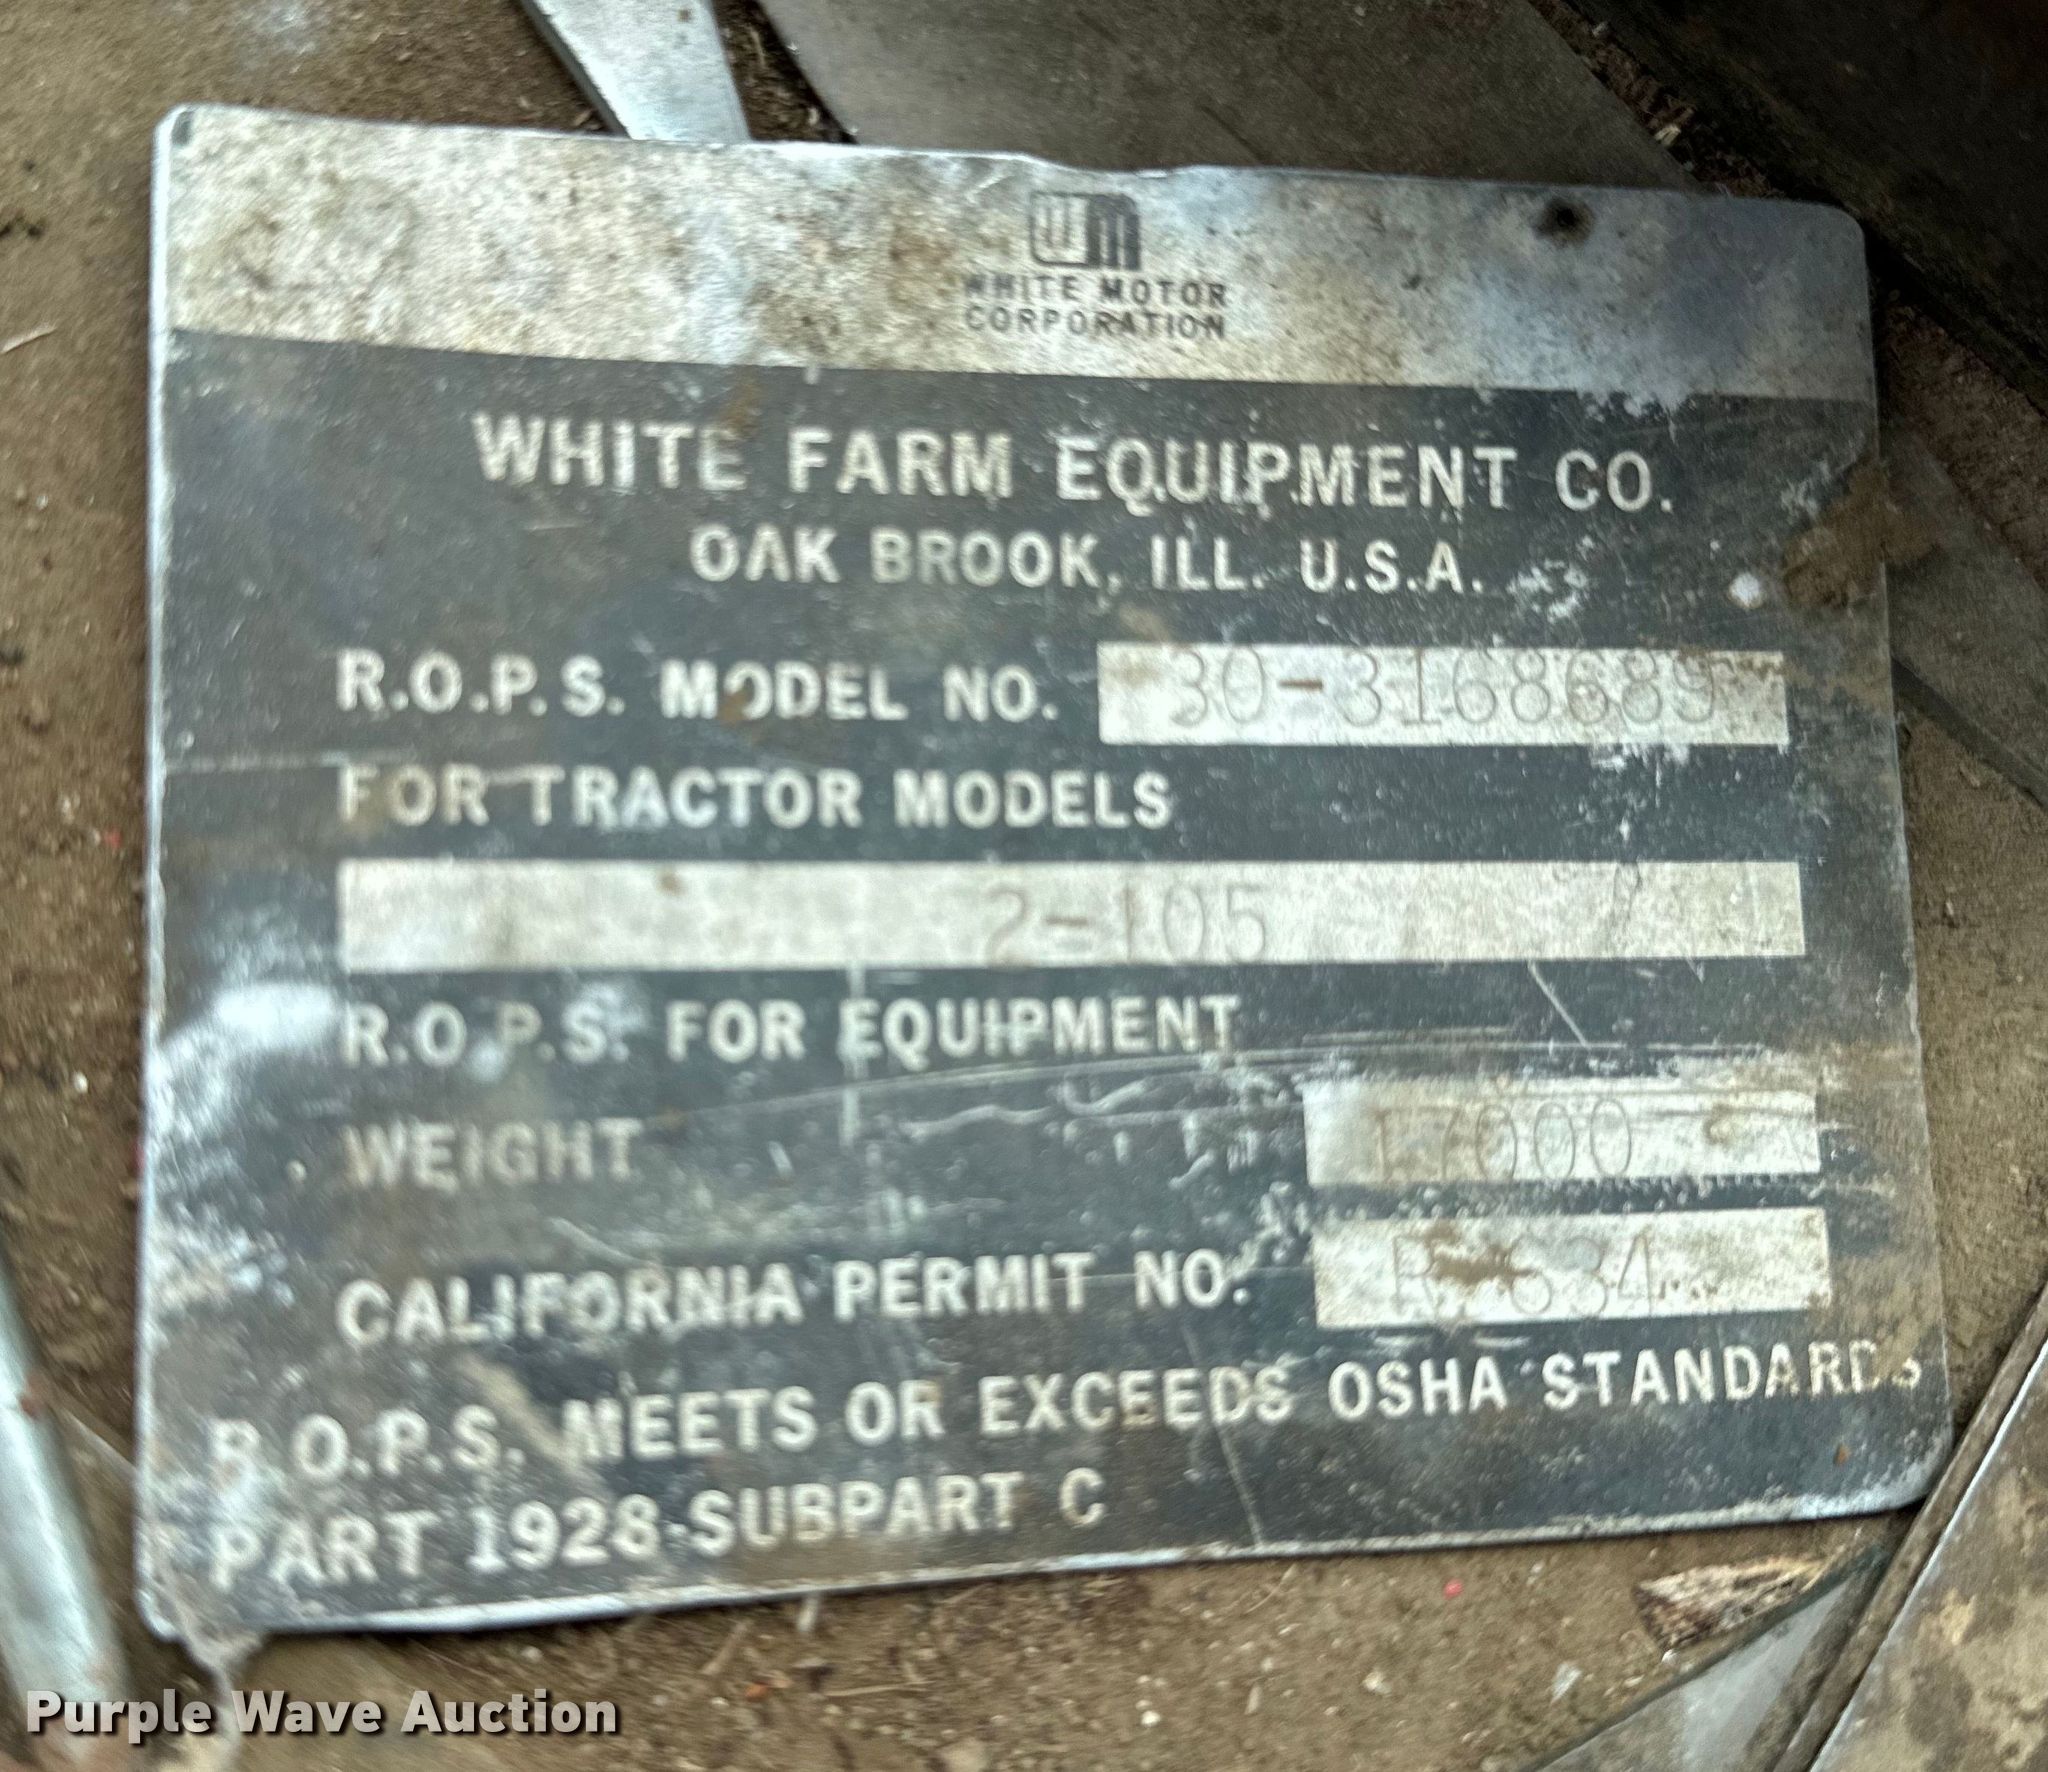 WM
WHITE MOTOR
CORPORATION
WHITE FARM EQUIPMENT CO.
OAK BROOK, ILL. U.S.A.
R.O.P.S. MODEL NO. 30-3168689
FOR TRACTOR MODELS
2-105
R.O.P.S. FOR EQUIPMENT
WEIGHT 17000
CALIFORNIA PERMIT NO.
R.O.P.S. MEETS OR EXCEEDS OSHA STANDARDS
PART 1928 SUBPART C
Purple Wave Auction